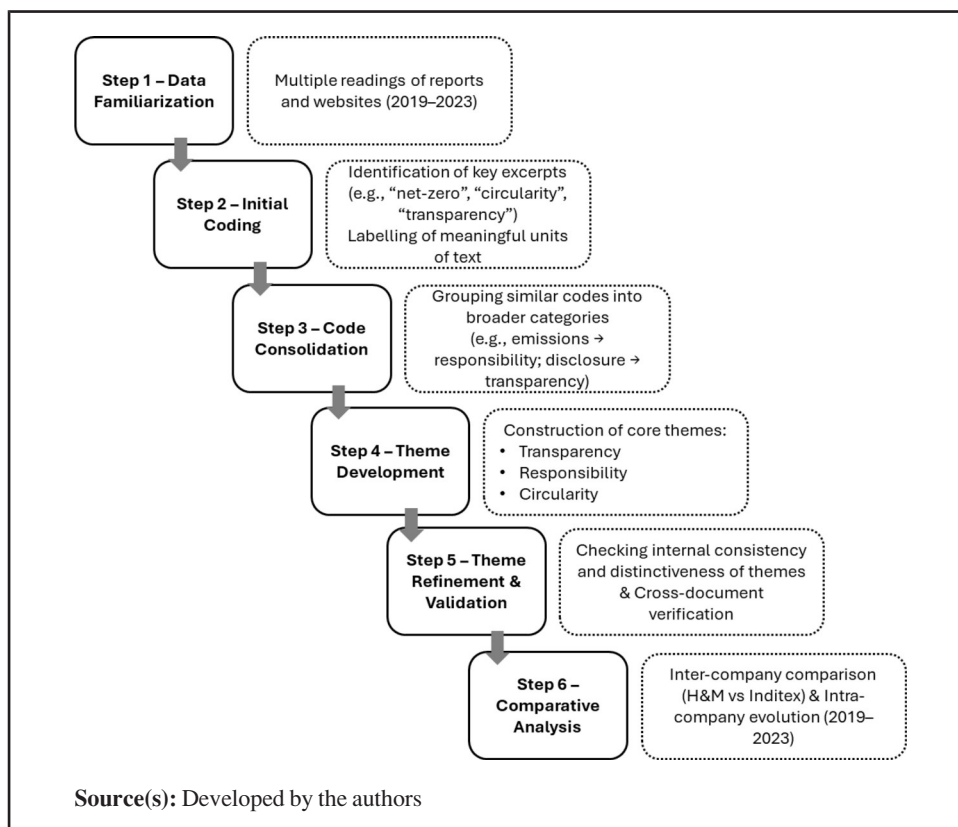 Step 1 – Data
Familiarization
Multiple readings of reports
and websites (2019–2023)
Step 2 – Initial
Coding
Identification of key excerpts
(e.g., “net-zero”, “circularity”,
“transparency”)
Labelling of meaningful units
of text
Step 3 – Code
Consolidation
Grouping similar codes into
broader categories
(e.g., emissions →
responsibility; disclosure →
transparency)
Step 4 – Theme
Development
Construction of core themes:
• Transparency
• Responsibility
• Circularity
Step 5 – Theme
Refinement &
Validation
Checking internal consistency
and distinctiveness of themes
& Cross-document
verification
Step 6 –
Comparative
Analysis
Inter-company comparison
(H&M vs Inditex) & Intra-
company evolution (2019–
2023)
Source(s): Developed by the authors